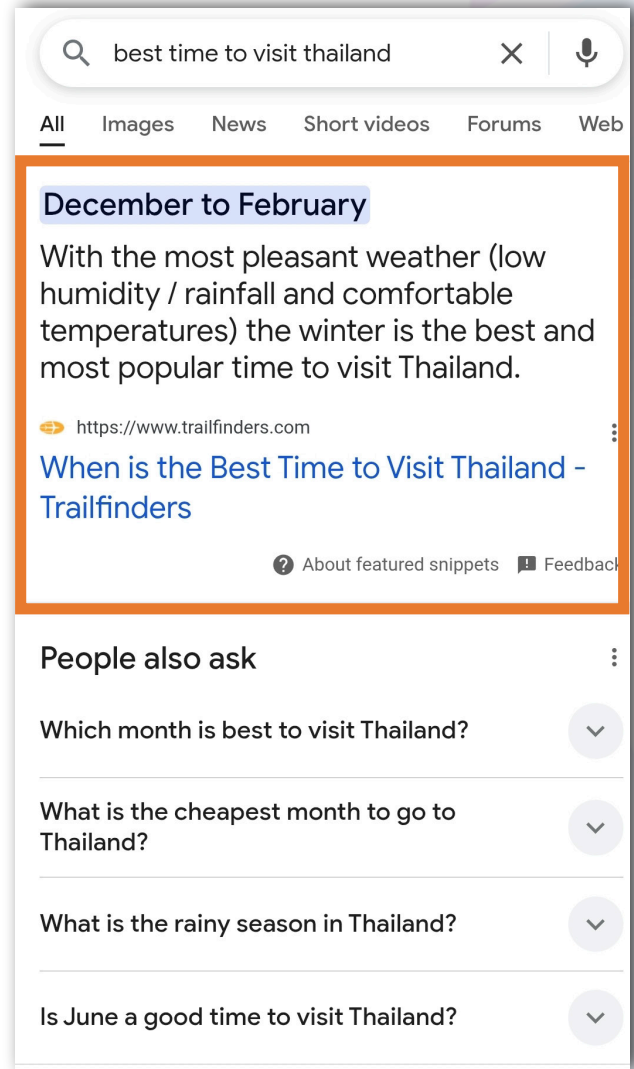 best time to visit thailand
All Images News Short videos Forums Web
December to February
With the most pleasant weather (low
humidity / rainfall and comfortable
temperatures) the winter is the best and
most popular time to visit Thailand.
https://www.trailfinders.com
When is the Best Time to Visit Thailand -
Trailfinders
About featured snippets Feedback
People also ask
Which month is best to visit Thailand?
What is the cheapest month to go to
Thailand?
What is the rainy season in Thailand?
Is June a good time to visit Thailand?